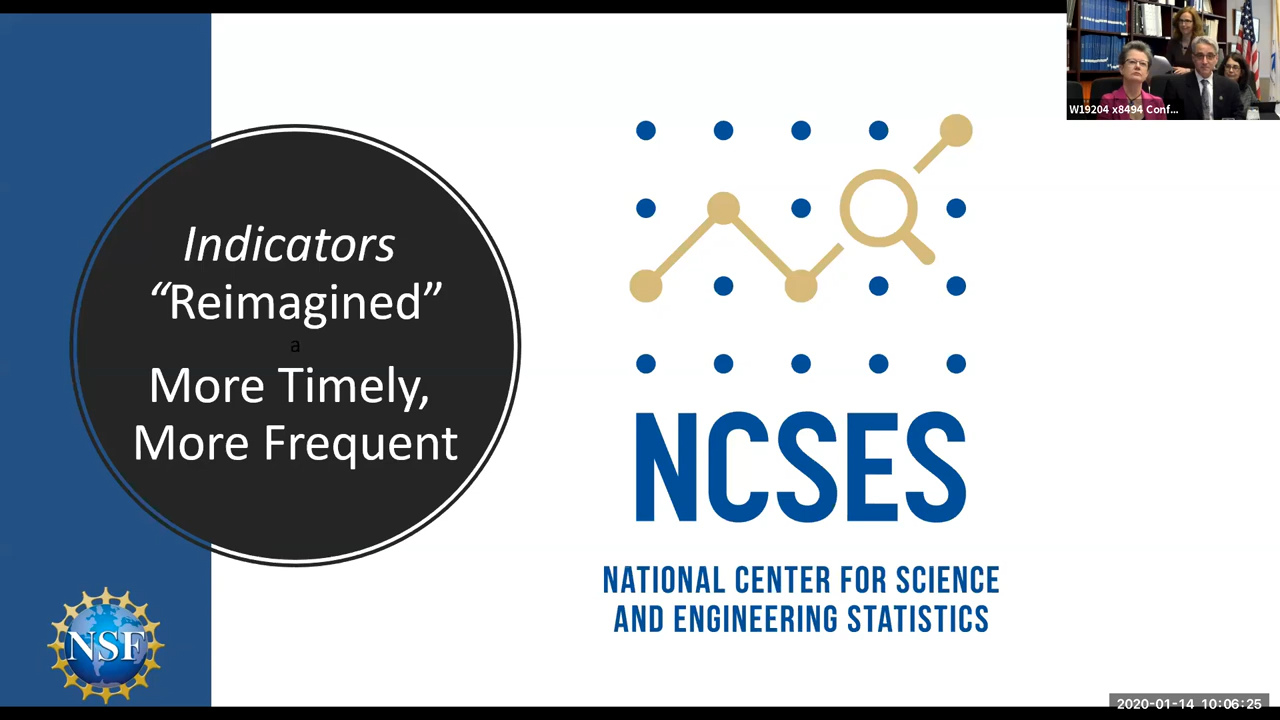 Indicators
“Reimagined”
a
More Timely,
More Frequent
NCSES
NATIONAL CENTER FOR SCIENCE
AND ENGINEERING STATISTICS
NSF
W19204 x8494 Conf...
2020-01-14 10:06:25